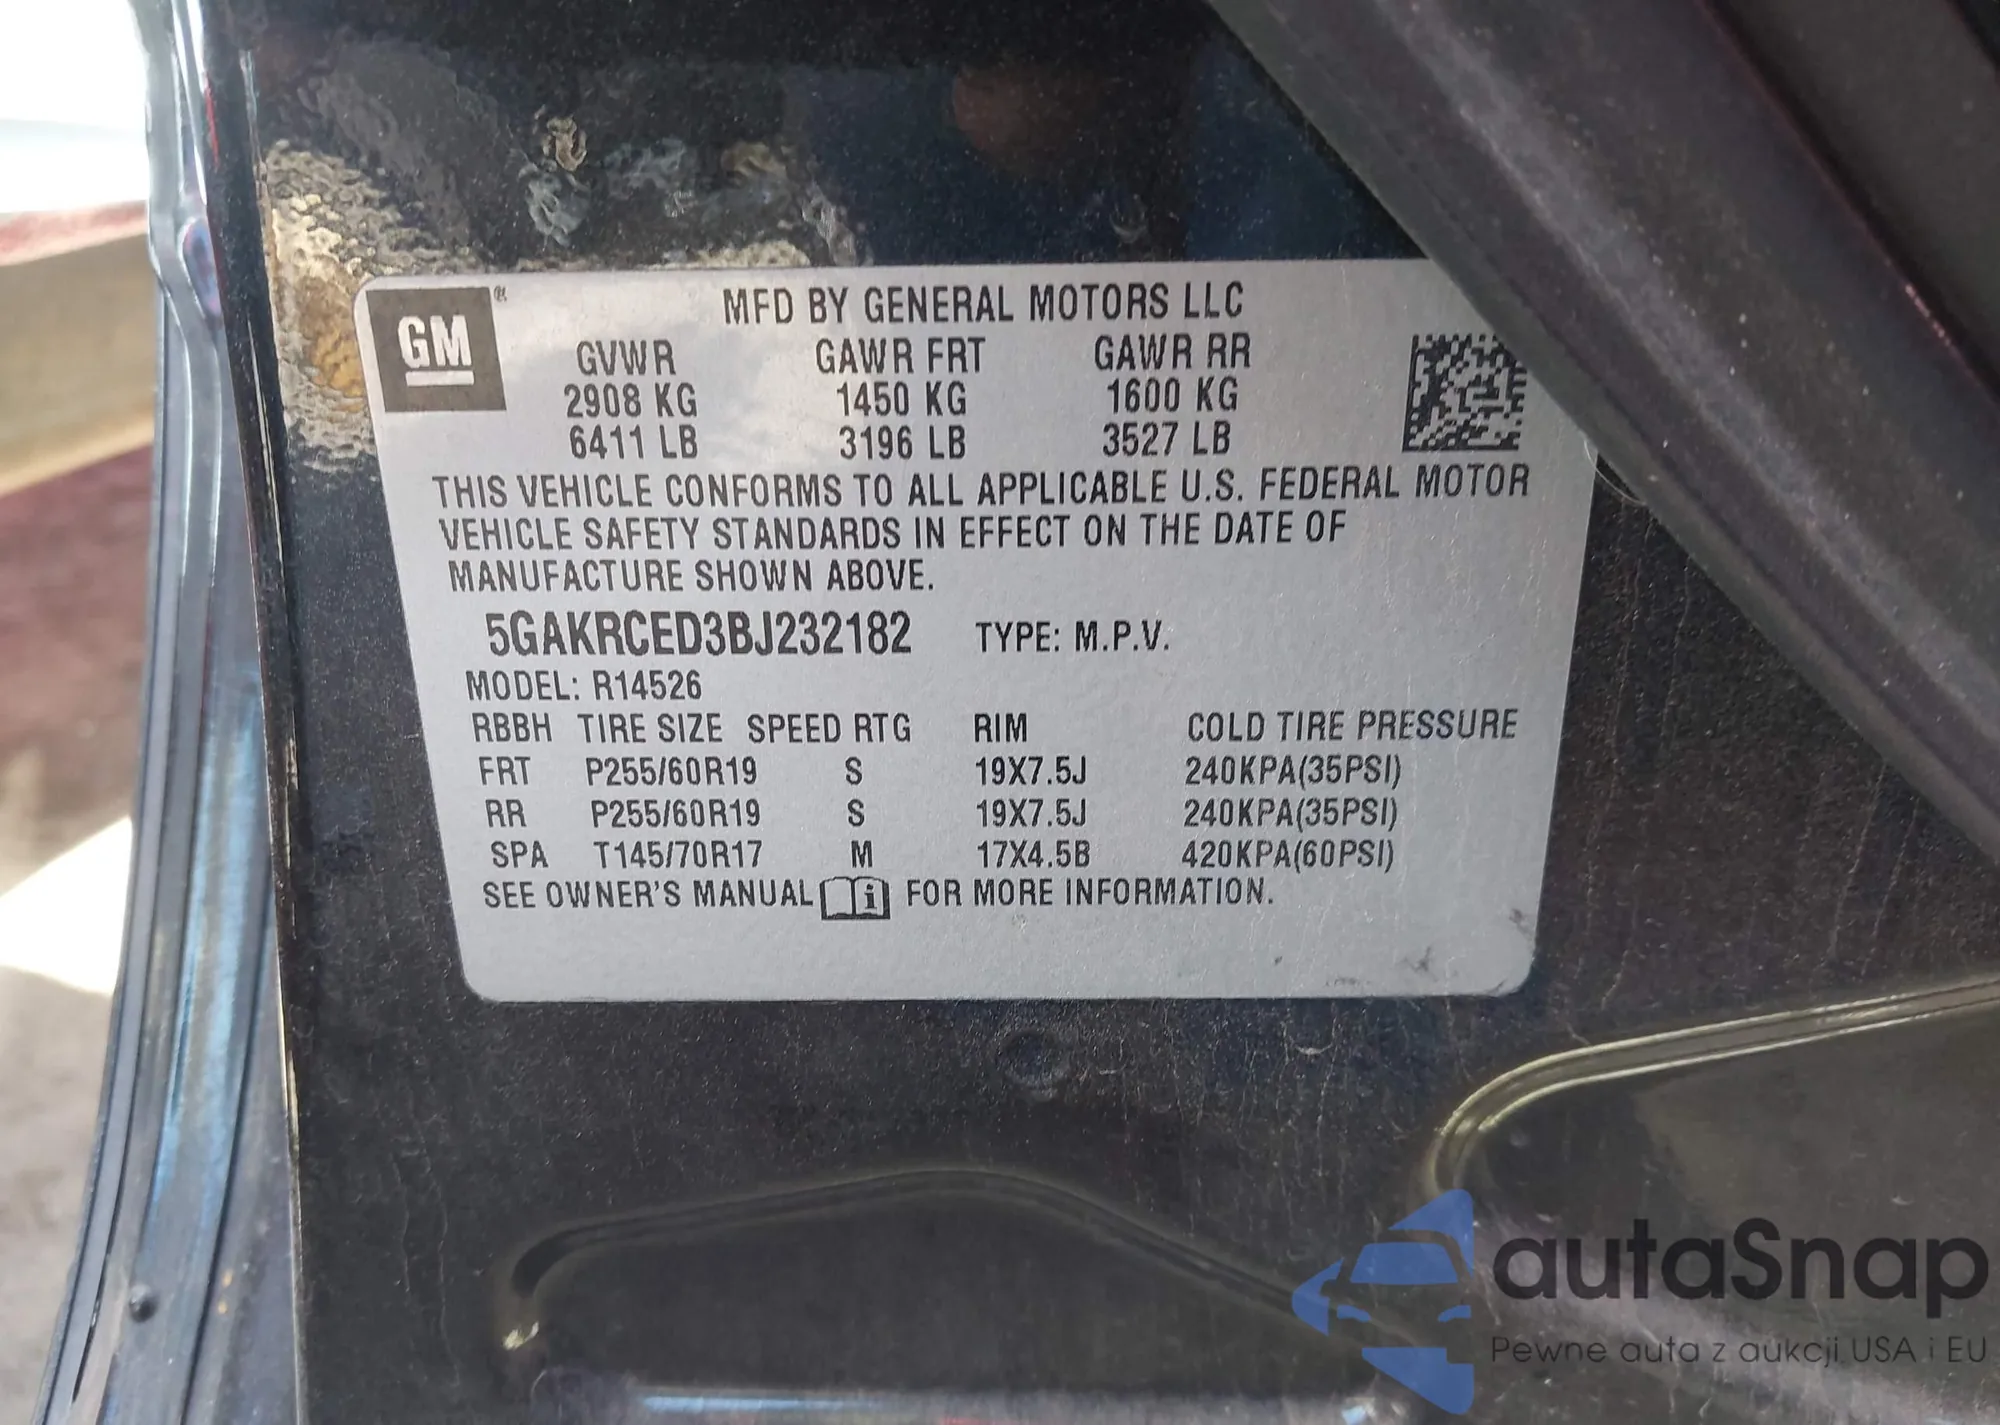 GM ®
MFD BY GENERAL MOTORS LLC
GVWR GAWR FRT GAWR RR
2908 KG 1450 KG 1600 KG
6411 LB 3196 LB 3527 LB
THIS VEHICLE CONFORMS TO ALL APPLICABLE U.S. FEDERAL MOTOR
VEHICLE SAFETY STANDARDS IN EFFECT ON THE DATE OF
MANUFACTURE SHOWN ABOVE.
5GAKRCED3BJ232182 TYPE: M.P.V.
MODEL: R14526
RBBH TIRE SIZE SPEED RTG RIM COLD TIRE PRESSURE
FRT P255/60R19 S 19X7.5J 240KPA(35PSI)
RR P255/60R19 S 19X7.5J 240KPA(35PSI)
SPA T145/70R17 M 17X4.5B 420KPA(60PSI)
SEE OWNER'S MANUAL i FOR MORE INFORMATION.
autaSnap
Pewne auta z aukcji USA i EU